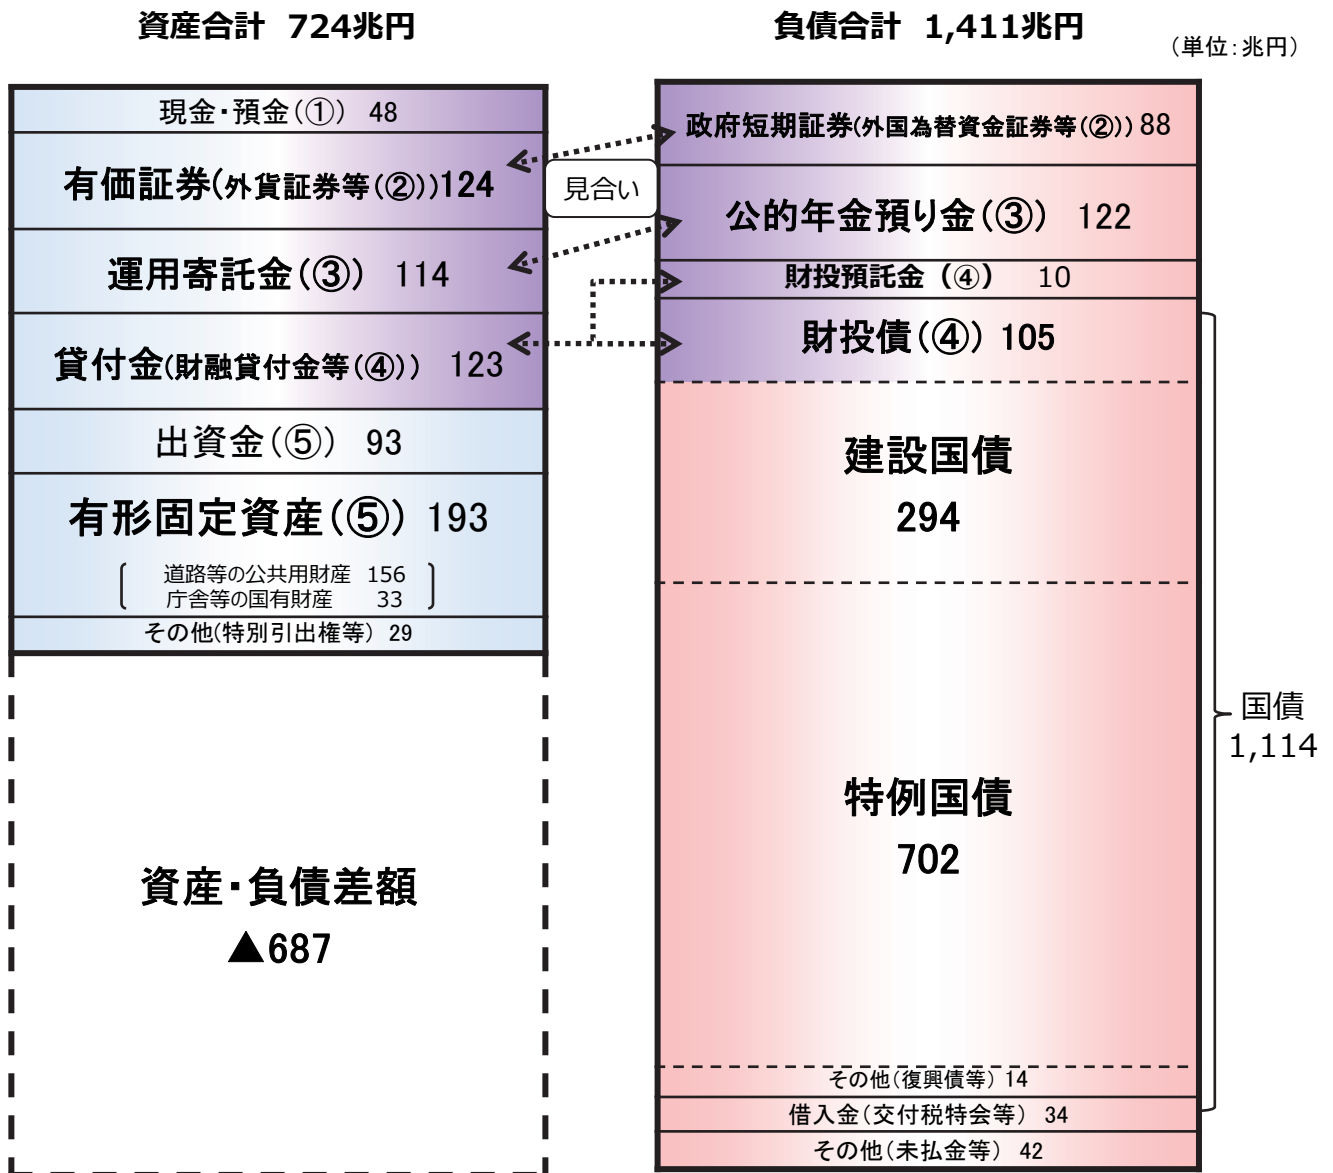 資産合計 724兆円
負債合計 1,411兆円
（単位：兆円）
現金・預金（①） 48
有価証券（外貨証券等（②））124
運用寄託金（③） 114
貸付金（財融貸付金等（④）） 123
出資金（⑤） 93
有形固定資産（⑤） 193
道路等の公共用財産 156
庁舎等の国有財産 33
その他（特別引出権等） 29
資産・負債差額
▲687
見合い
政府短期証券（外国為替資金証券等（②））88
公的年金預り金（③） 122
財投預託金（④） 10
財投債（④） 105
建設国債
294
特例国債
702
その他（復興債等） 14
借入金（交付税特会等） 34
その他（未払金等） 42
国債
1,114